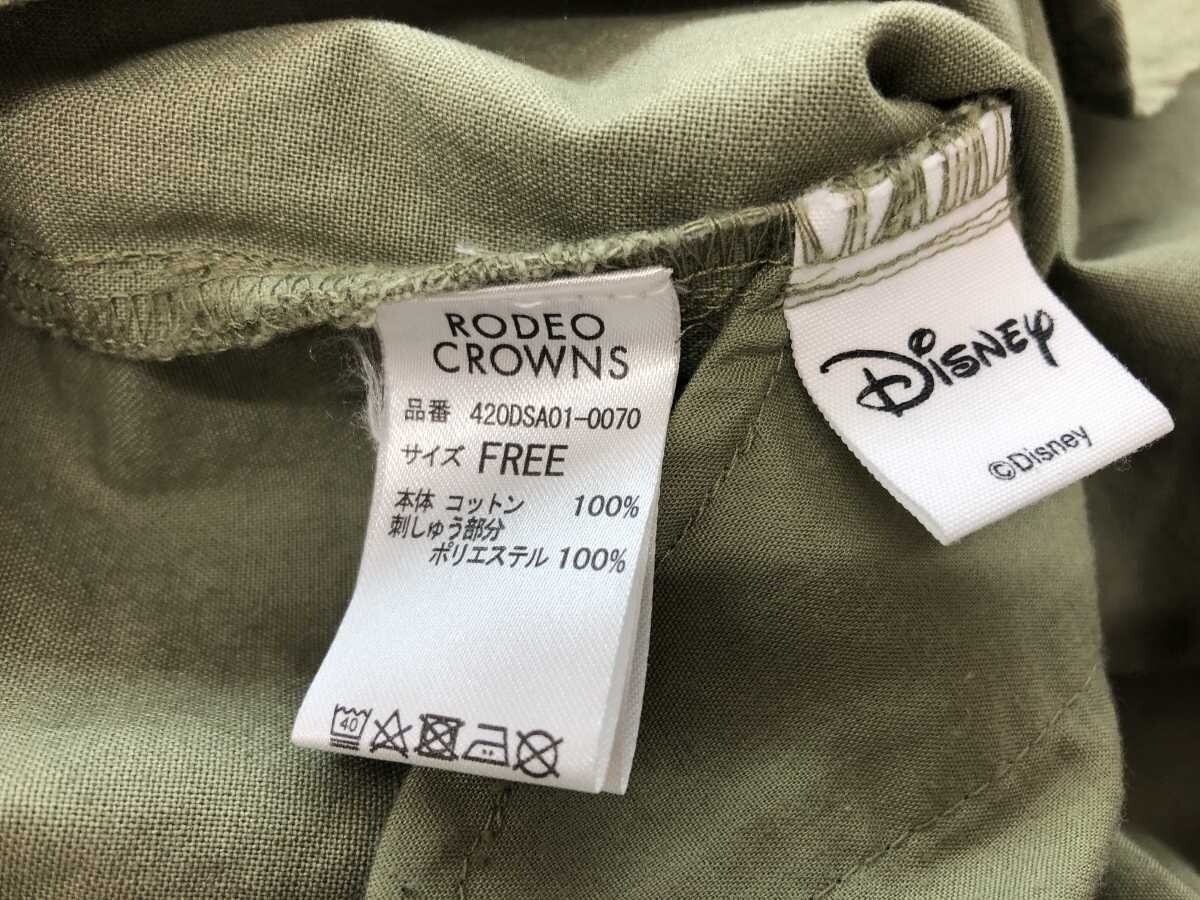 RODEO
CROWNS
品番 420DSA01-0070
サイズ FREE
本体 コットン 100%
刺しゅう部分
ポリエステル 100%
40
Disney
©Disney